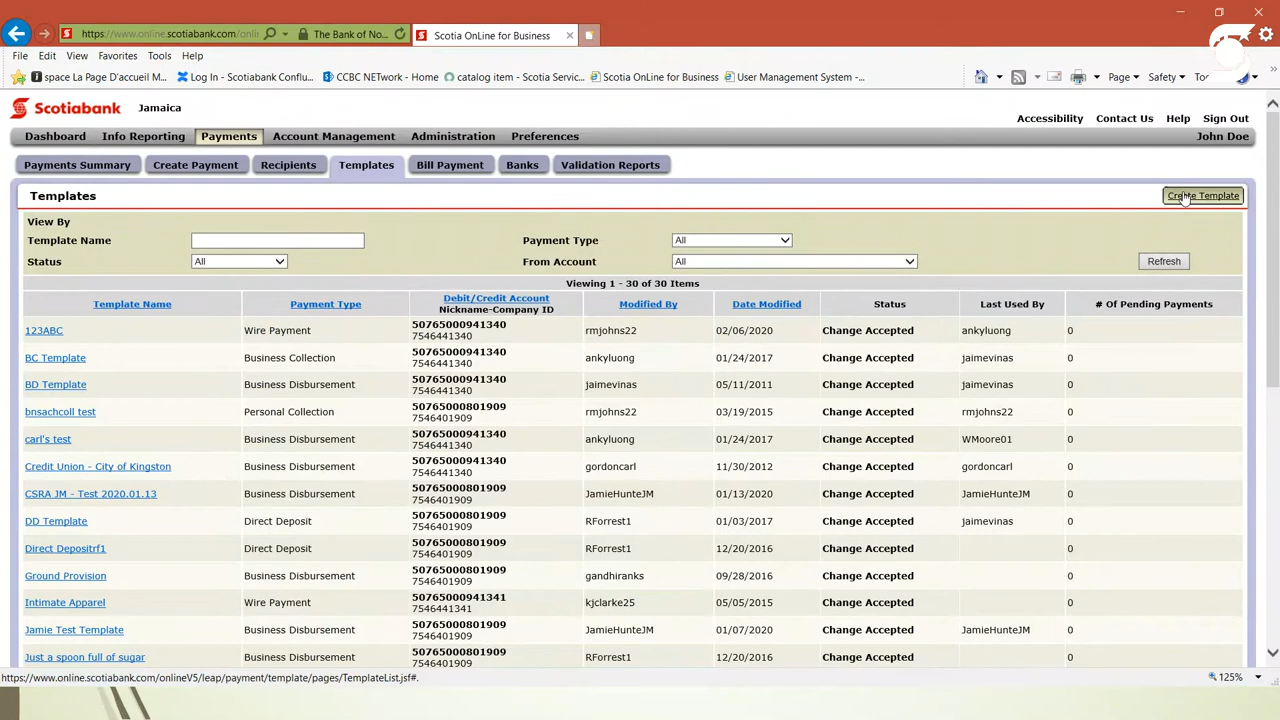 https://www.online.scotiabank.com/onli
The Bank of No...
Scotia OnLine for Business
File Edit View Favorites Tools Help
space La Page D'accueil M...
Log In - Scotiabank Conflu...
CCBC NETwork - Home
catalog item - Scotia Servic...
Scotia OnLine for Business
User Management System -...
Page
Safety
Scotiabank Jamaica
Accessibility Contact Us Help Sign Out
Dashboard Info Reporting Payments Account Management Administration Preferences John Doe
Payments Summary Create Payment Recipients Templates Bill Payment Banks Validation Reports
Templates Create Template
View By
Template Name Payment Type All
Status All From Account All Refresh
Viewing 1 - 30 of 30 Items
Template Name Payment Type Debit/Credit Account Nickname-Company ID Modified By Date Modified Status Last Used By # Of Pending Payments
123ABC Wire Payment 50765000941340 7546441340 rmjohns22 02/06/2020 Change Accepted ankyluong 0
BC Template Business Collection 50765000941340 7546441340 ankyluong 01/24/2017 Change Accepted jaimevinas 0
BD Template Business Disbursement 50765000941340 7546441340 jaimevinas 05/11/2011 Change Accepted jaimevinas 0
bnsachcoll test Personal Collection 50765000801909 7546401909 rmjohns22 03/19/2015 Change Accepted rmjohns22 0
carl's test Business Disbursement 50765000941340 7546441340 ankyluong 01/24/2017 Change Accepted WMoore01 0
Credit Union - City of Kingston Business Disbursement 50765000941340 7546441340 gordoncarl 11/30/2012 Change Accepted gordoncarl 0
CSRA JM - Test 2020.01.13 Business Disbursement 50765000801909 7546401909 JamieHunteJM 01/13/2020 Change Accepted JamieHunteJM 0
DD Template Direct Deposit 50765000801909 7546401909 RForrest1 01/03/2017 Change Accepted jaimevinas 0
Direct Depositrf1 Direct Deposit 50765000801909 7546401909 RForrest1 12/20/2016 Change Accepted 0
Ground Provision Business Disbursement 50765000801909 7546401909 gandhiranks 09/28/2016 Change Accepted 0
Intimate Apparel Wire Payment 50765000941341 7546441341 kjclarke25 05/05/2015 Change Accepted 0
Jamie Test Template Business Disbursement 50765000801909 7546401909 JamieHunteJM 01/07/2020 Change Accepted JamieHunteJM 0
Just a spoon full of sugar Business Disbursement 50765000801909 7546401909 RForrest1 12/20/2016 Change Accepted 0
https://www.online.scotiabank.com/onlineV5/leap/payment/template/pages/TemplateList.jsf#.
125%